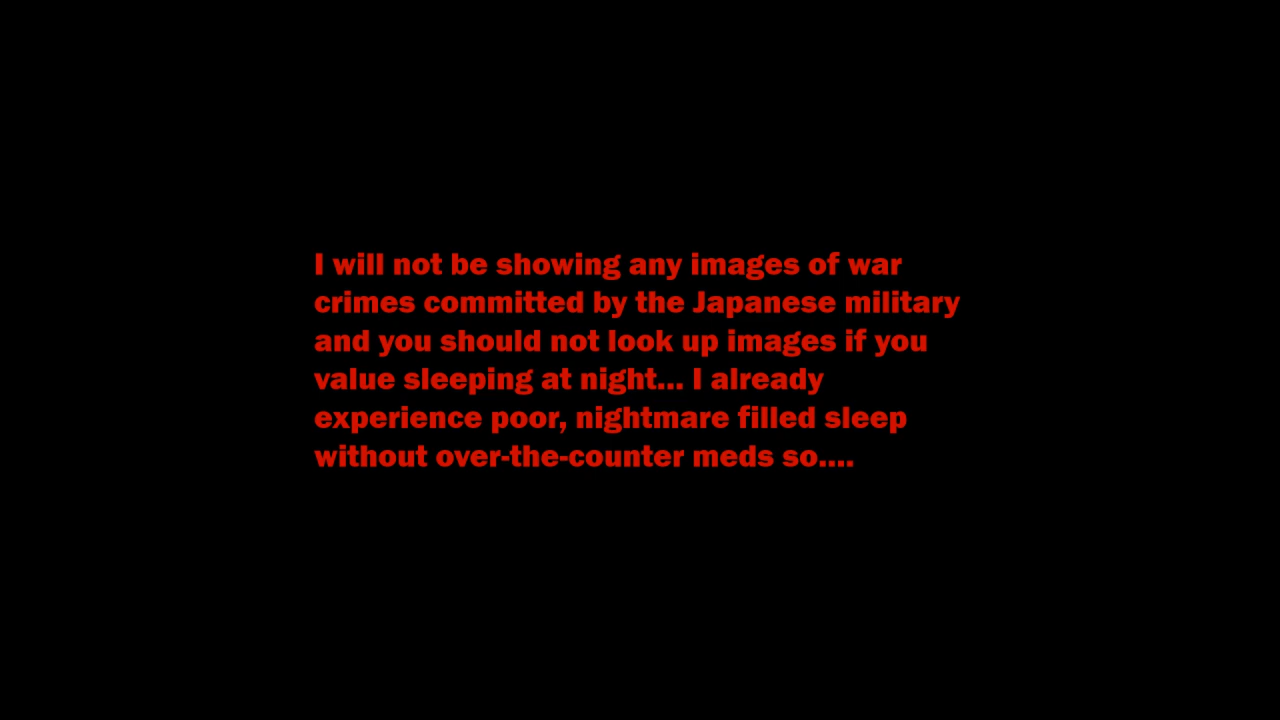 I will not be showing any images of war
crimes committed by the Japanese military
and you should not look up images if you
value sleeping at night... I already
experience poor, nightmare filled sleep
without over-the-counter meds so....